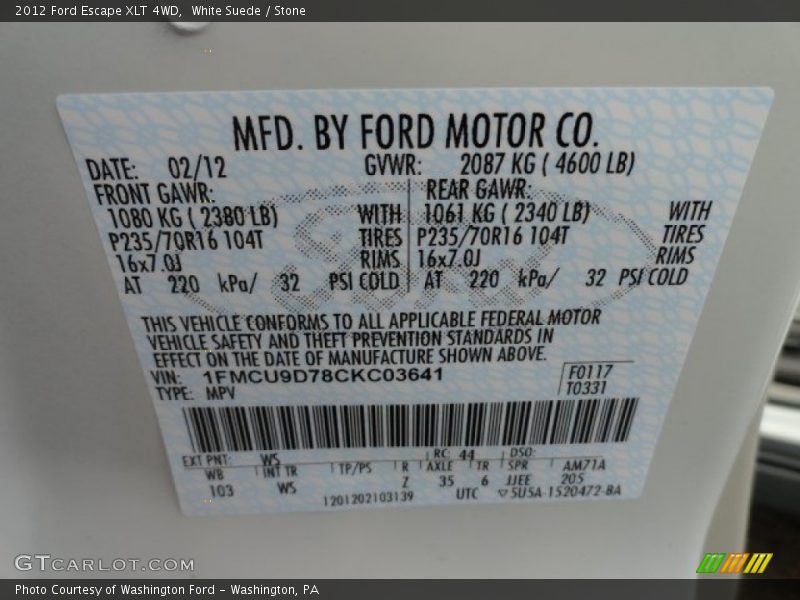 2012 Ford Escape XLT 4WD, White Suede / Stone
MFD. BY FORD MOTOR CO.
DATE: 02/12 GVWR: 2087 KG ( 4600 LB)
FRONT GAWR: REAR GAWR:
1080 KG ( 2380 LB) WITH 1061 KG ( 2340 LB) WITH
P235/70R16 104T TIRES P235/70R16 104T TIRES
16x7.0J RIMS 16x7.0J RIMS
AT 220 kPa/ 32 PSI COLD AT 220 kPa/ 32 PSI COLD
THIS VEHICLE CONFORMS TO ALL APPLICABLE FEDERAL MOTOR
VEHICLE SAFETY AND THEFT PREVENTION STANDARDS IN
EFFECT ON THE DATE OF MANUFACTURE SHOWN ABOVE.
VIN: 1FMCU9D78CKC03641 F0117
TYPE: MPV T0331
EXT PNT: WS RC: 44 DSO:
WB INT TR TP/PS R AXLE TR SPR AM71A
103 WS Z 35 6 JJEE 205
1201202103139 UTC ▽5U5A-1520472-BA
GTCARLOT.COM
Photo Courtesy of Washington Ford - Washington, PA